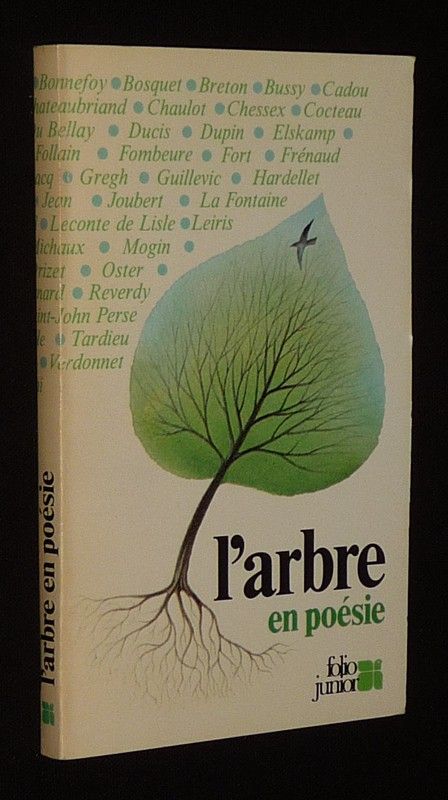 Bonnefoy • Bosquet • Breton • Bussy • Cadou
hateaubriand • Chaulot • Chessex • Cocteau
u Bellay • Ducis • Dupin • Elskamp •
Follain • Fombeure • Fort • Frénaud
acq • Gregh • Guillevic • Hardellet
Jean • Joubert • La Fontaine
• Leconte de Lisle • Leiris
Michaux • Mogin •
rizet • Oster •
nard • Reverdy
int-John Perse
le • Tardieu
• Verdonnet
l'arbre
en poésie
folio
junior
l'arbre en poésie